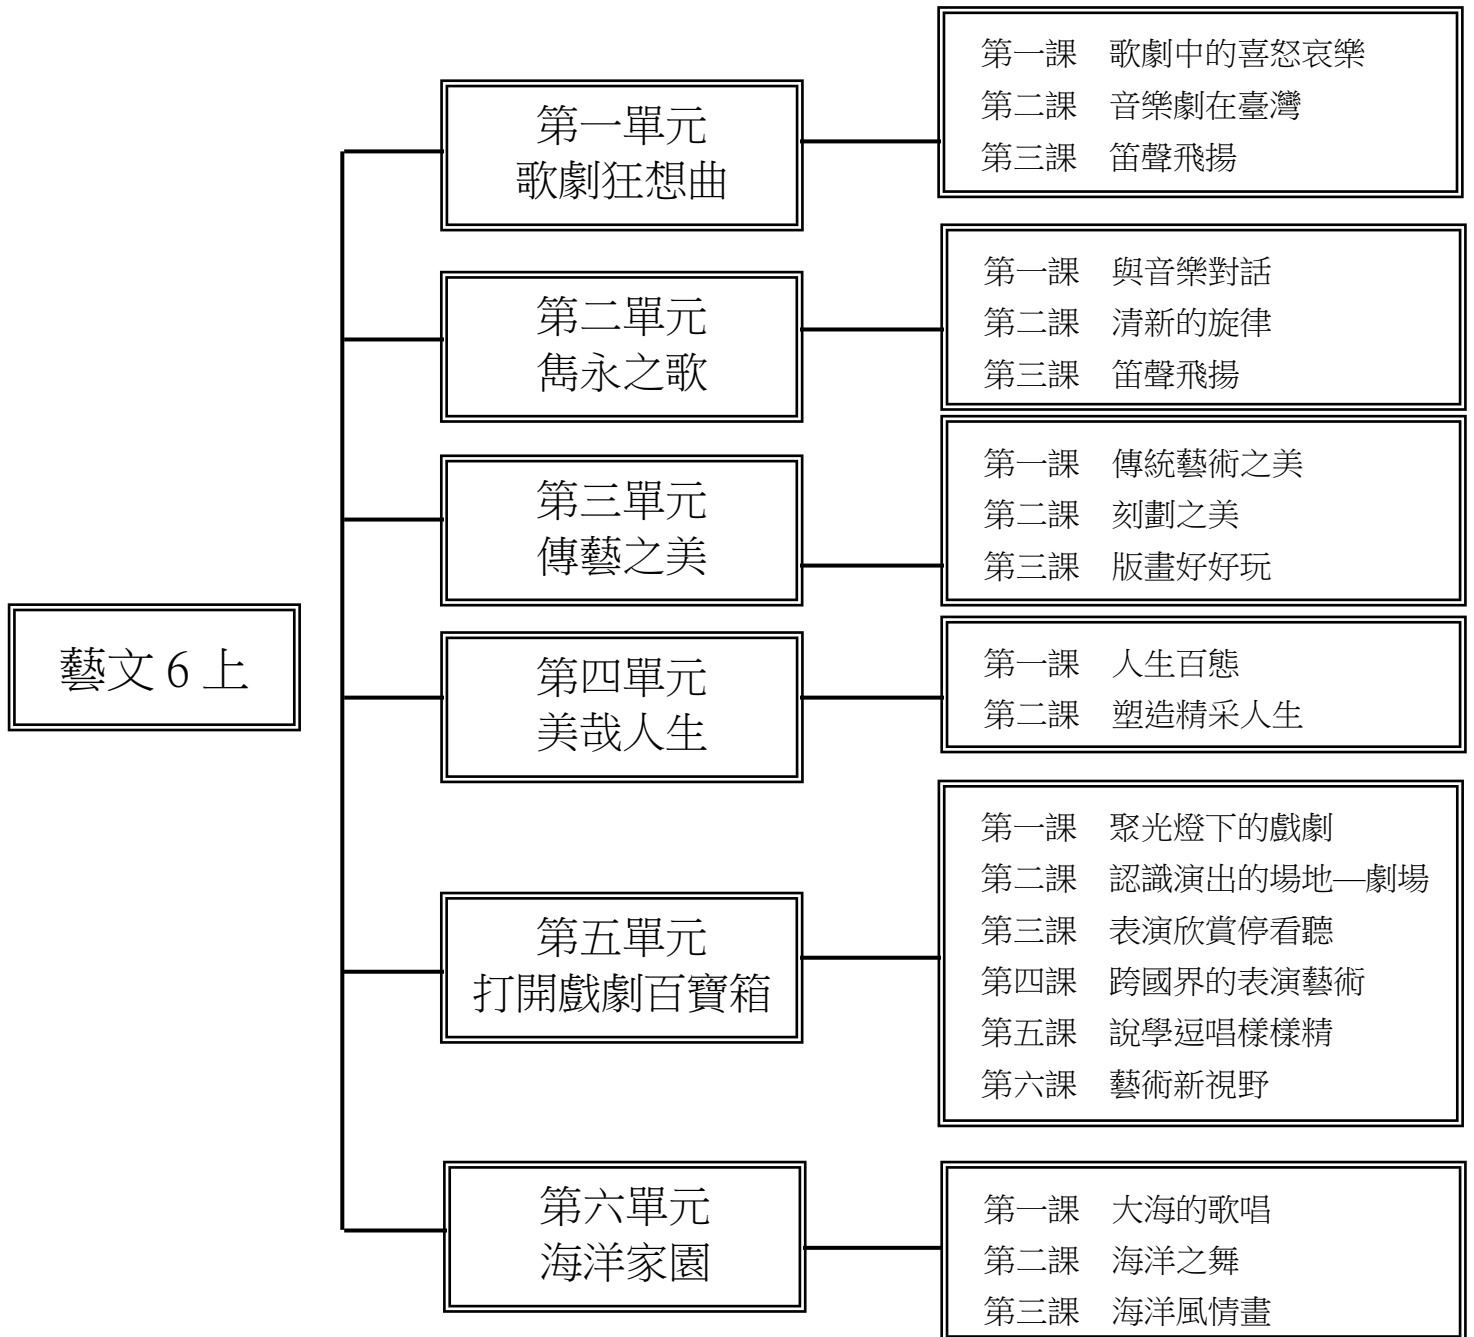 藝文 6 上
第一單元
歌劇狂想曲
第一課　歌劇中的喜怒哀樂
第二課　音樂劇在臺灣
第三課　笛聲飛揚
第二單元
雋永之歌
第一課　與音樂對話
第二課　清新的旋律
第三課　笛聲飛揚
第三單元
傳藝之美
第一課　傳統藝術之美
第二課　刻劃之美
第三課　版畫好好玩
第四單元
美哉人生
第一課　人生百態
第二課　塑造精采人生
第五單元
打開戲劇百寶箱
第一課　聚光燈下的戲劇
第二課　認識演出的場地—劇場
第三課　表演欣賞停看聽
第四課　跨國界的表演藝術
第五課　說學逗唱樣樣精
第六課　藝術新視野
第六單元
海洋家園
第一課　大海的歌唱
第二課　海洋之舞
第三課　海洋風情畫